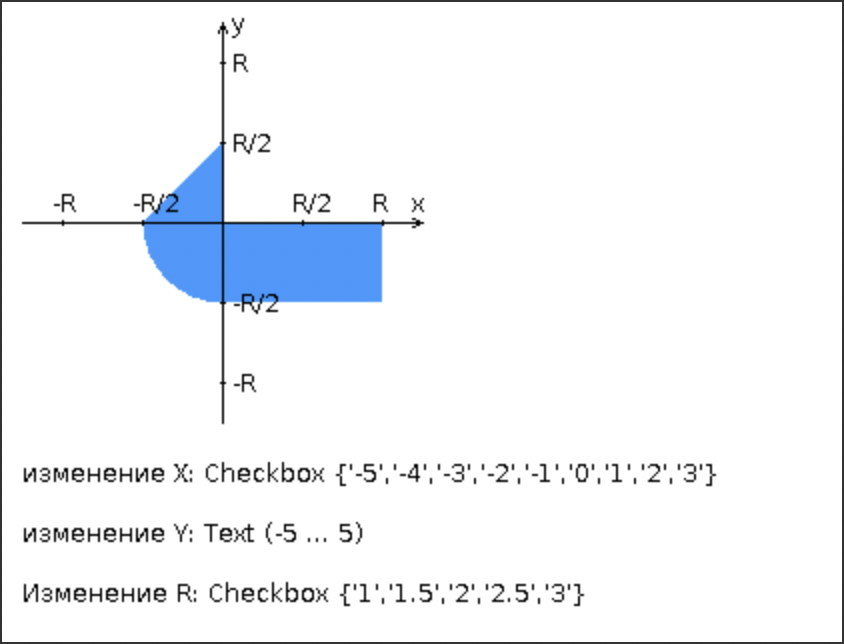 y
R
R/2
-R -R/2 R/2 R x
-R/2
-R
изменение X: Checkbox {'-5','-4','-3','-2','-1','0','1','2','3'}
изменение Y: Text (-5 ... 5)
Изменение R: Checkbox {'1','1.5','2','2.5','3'}